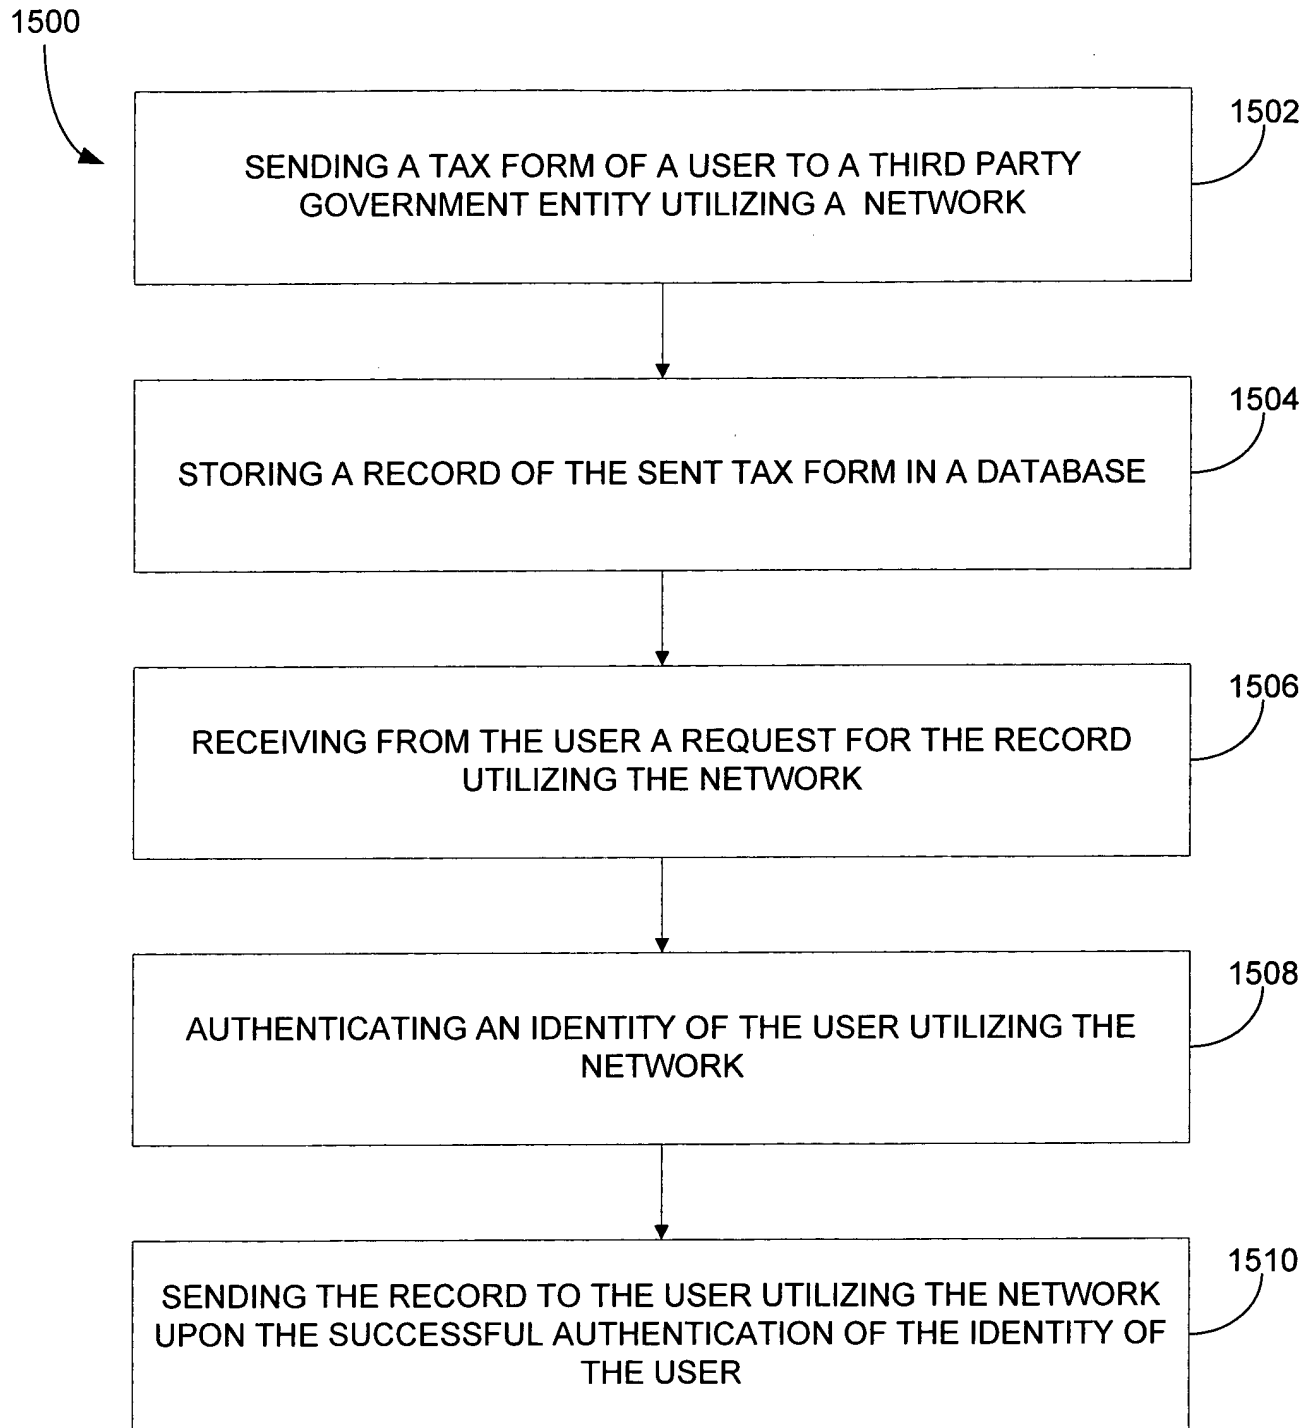 1500
1502
SENDING A TAX FORM OF A USER TO A THIRD PARTY
GOVERNMENT ENTITY UTILIZING A NETWORK
1504
STORING A RECORD OF THE SENT TAX FORM IN A DATABASE
1506
RECEIVING FROM THE USER A REQUEST FOR THE RECORD
UTILIZING THE NETWORK
1508
AUTHENTICATING AN IDENTITY OF THE USER UTILIZING THE
NETWORK
1510
SENDING THE RECORD TO THE USER UTILIZING THE NETWORK
UPON THE SUCCESSFUL AUTHENTICATION OF THE IDENTITY OF
THE USER